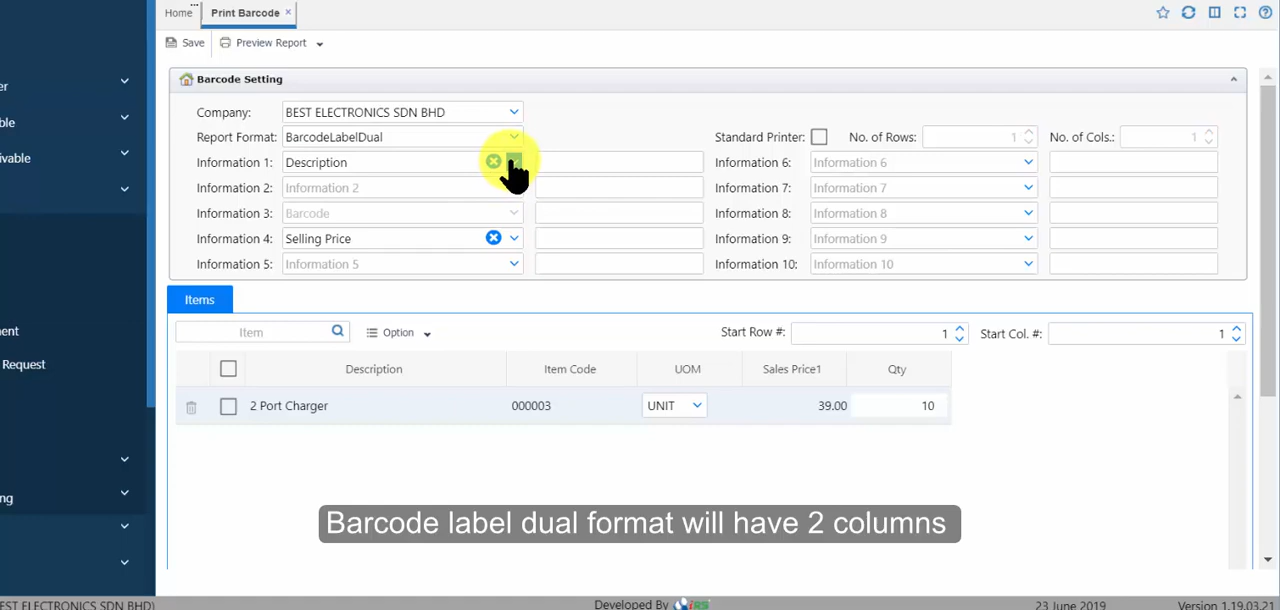 Home
Print Barcode
Save
Preview Report
Barcode Setting
Company: BEST ELECTRONICS SDN BHD
Report Format: BarcodeLabelDual
Standard Printer: No. of Rows: 1 No. of Cols.: 1
Information 1: Description
Information 6: Information 6
Information 2: Information 2
Information 7: Information 7
Information 3: Barcode
Information 8: Information 8
Information 4: Selling Price
Information 9: Information 9
Information 5: Information 5
Information 10: Information 10
Items
Item
Option
Start Row #: 1 Start Col. #: 1
Description Item Code UOM Sales Price1 Qty
2 Port Charger 000003 UNIT 39.00 10
er
ble
ivable
ment
Request
ng
Barcode label dual format will have 2 columns
EST ELECTRONICS SDN BHD)
Developed By iRS
23 June 2019
Version 1.19.03.21